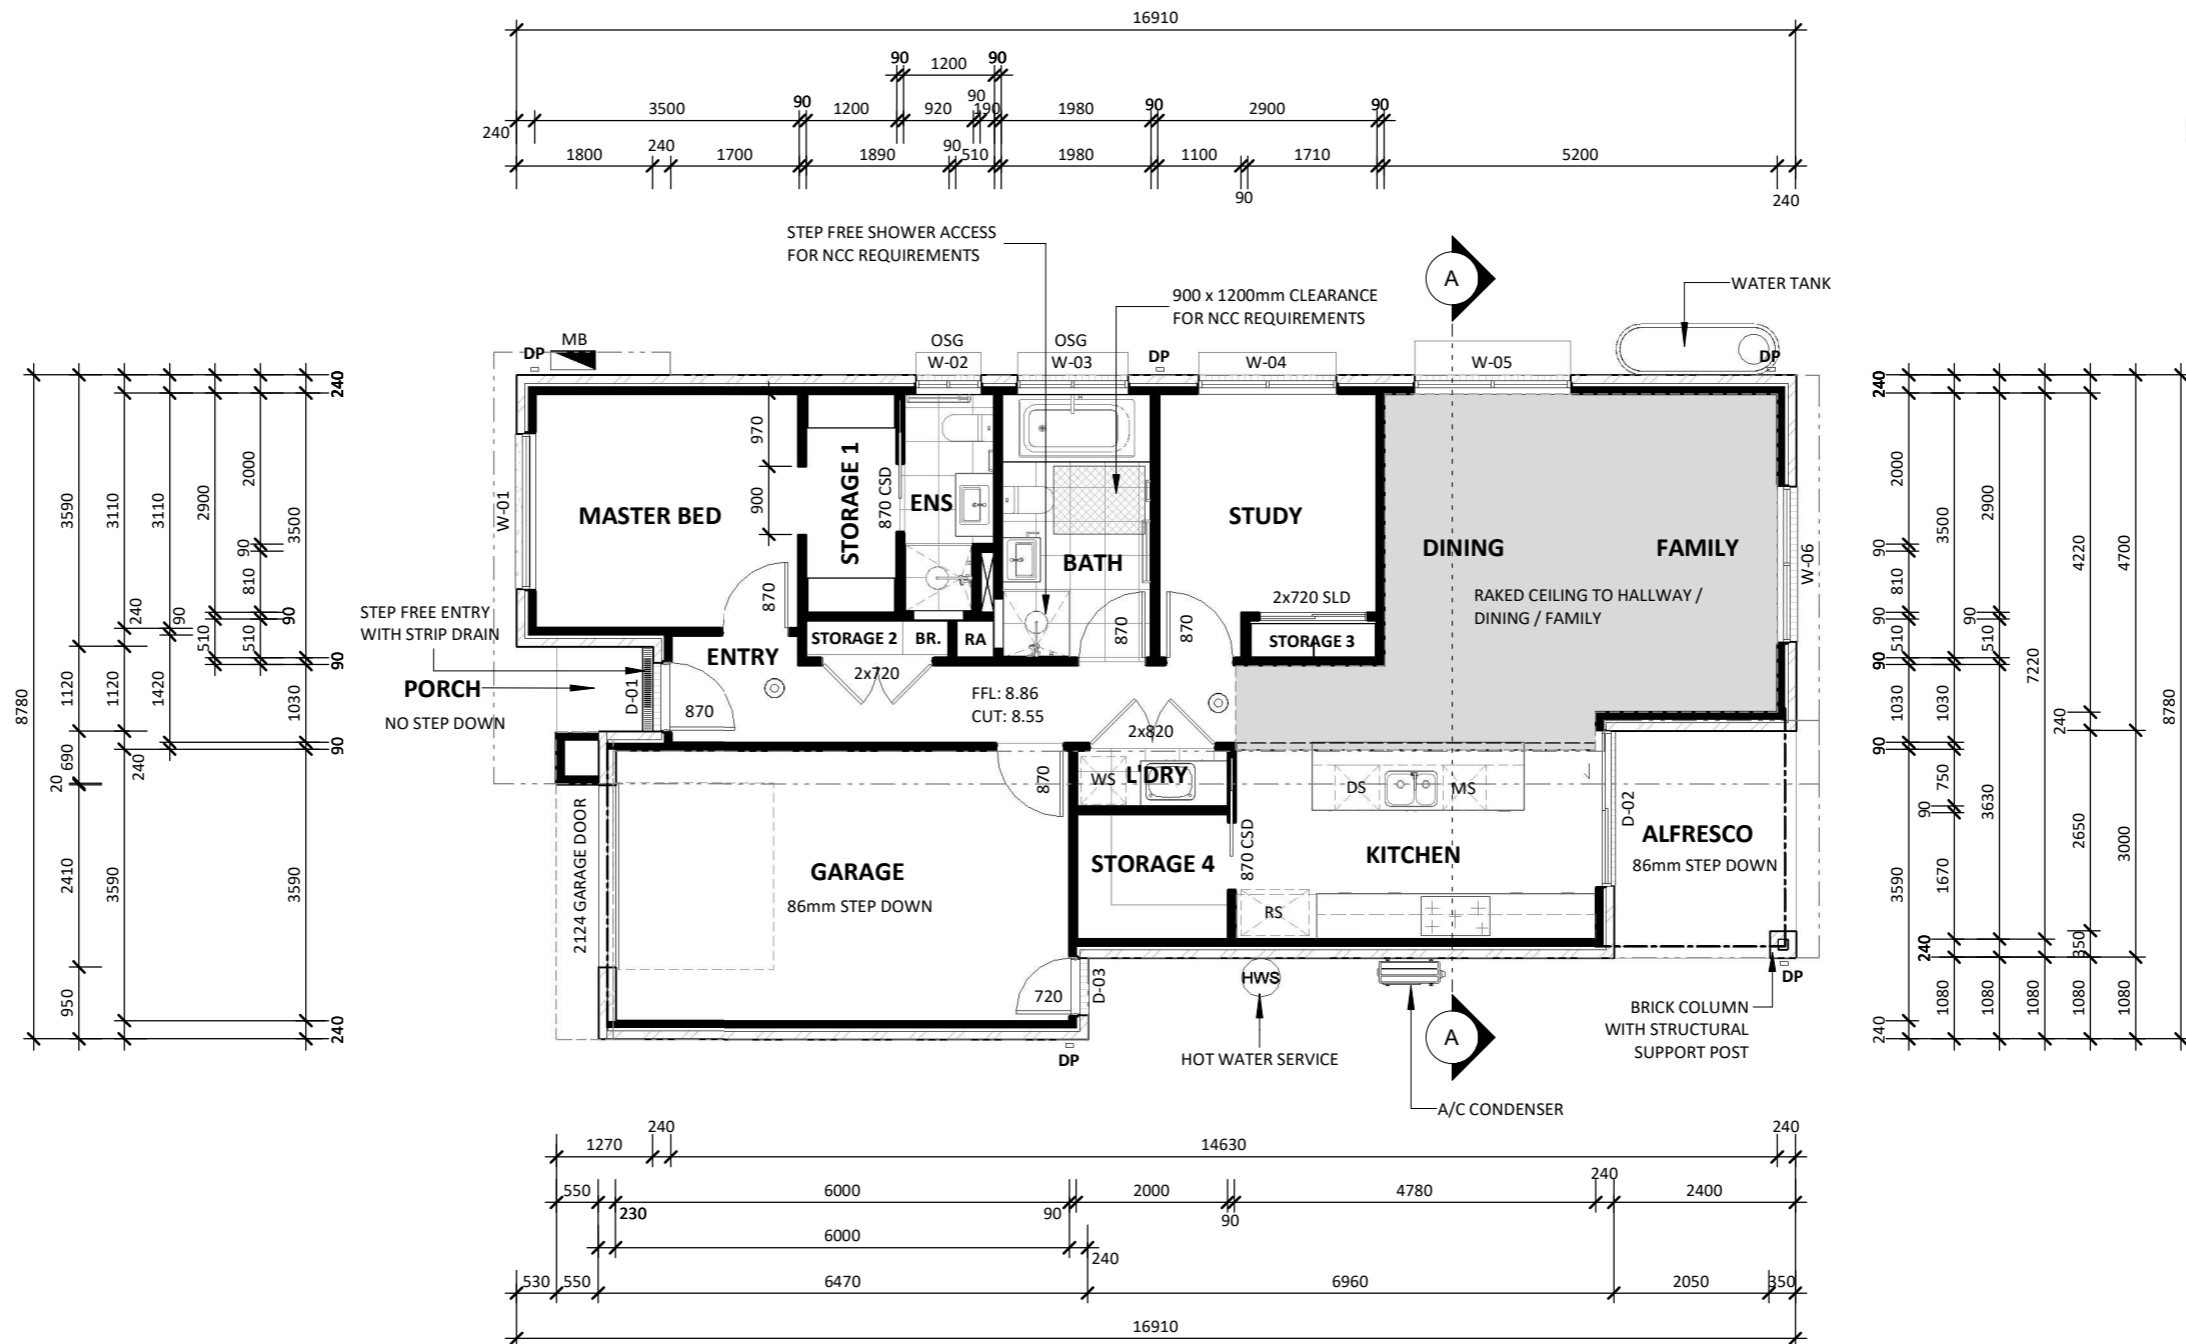 16910
90 1200 90
3500 90 1200 920 90 190 1980 90 2900 90
240
1800 240 1700 1890 90 510 1980 1100 1710 5200
90 240
STEP FREE SHOWER ACCESS
FOR NCC REQUIREMENTS
900 x 1200mm CLEARANCE
FOR NCC REQUIREMENTS
A
WATER TANK
MB
DP
OSG
W-02
OSG
W-03
DP
W-04
W-05
DP
W-01
MASTER BED
970
900
STORAGE 1
870 CSD
ENS
BATH
STUDY
DINING
FAMILY
RAKED CEILING TO HALLWAY /
DINING / FAMILY
W-06
2x720 SLD
STORAGE 3
STEP FREE ENTRY
WITH STRIP DRAIN
870
870
870
STORAGE 2
BR.
RA
ENTRY
2x720
PORCH
NO STEP DOWN
D-01
870
FFL: 8.86
CUT: 8.55
2x820
870
WS
L'DRY
DS
MS
D-02
2124 GARAGE DOOR
GARAGE
86mm STEP DOWN
STORAGE 4
870 CSD
KITCHEN
RS
ALFRESCO
86mm STEP DOWN
720
D-03
HWS
DP
DP
HOT WATER SERVICE
BRICK COLUMN
WITH STRUCTURAL
SUPPORT POST
A
A/C CONDENSER
8780
3590 1120 690 20 2410 950
3110 240 1120 240 3590
3110 90 1420
2900 90 510
2000 90 810 90 510
240 3500 90 1030 90 3590 240
240 2000 90 810 90 510 90 1030 90 3590 240
3500 1030 750 90 1670 240 1080
2900 90 510 3630 1080
7220 1080
4220 240 2650 350 1080
4700 3000 1080
8780
1270 240 14630 240
550 230 6000 90 2000 90 4780 240 2400
6000 240
530 550 6470 6960 2050 350
16910